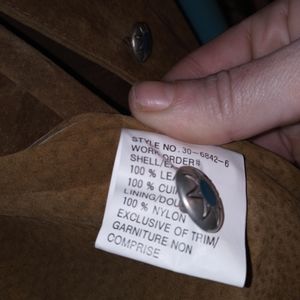 STYLE NO. 30-6842-6
WORK ORDER#
SHELL/
100 % LEA
100 % CUI
LINING/DOU
100 % NYLON
EXCLUSIVE OF TRIM/
GARNITURE NON
COMPRISE